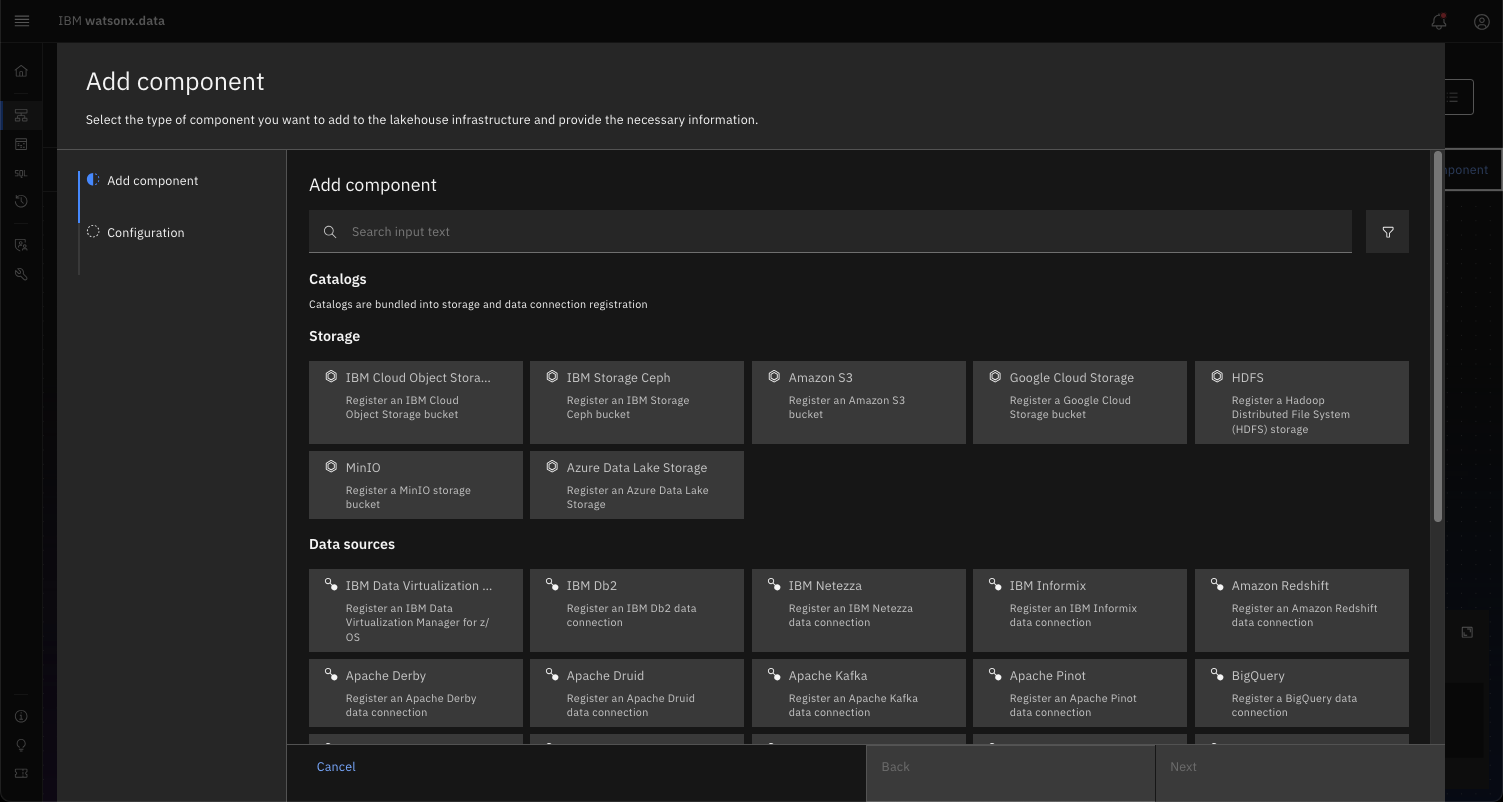 IBM watsonx.data
Add component
Select the type of component you want to add to the lakehouse infrastructure and provide the necessary information.
SQL
Add component
Configuration
Add component
Search input text
Catalogs
Catalogs are bundled into storage and data connection registration
Storage
IBM Cloud Object Stora...
Register an IBM Cloud
Object Storage bucket
IBM Storage Ceph
Register an IBM Storage
Ceph bucket
Amazon S3
Register an Amazon S3
bucket
Google Cloud Storage
Register a Google Cloud
Storage bucket
HDFS
Register a Hadoop
Distributed File System
(HDFS) storage
MinIO
Register a MinIO storage
bucket
Azure Data Lake Storage
Register an Azure Data Lake
Storage
Data sources
IBM Data Virtualization ...
Register an IBM Data
Virtualization Manager for z/
OS
IBM Db2
Register an IBM Db2 data
connection
IBM Netezza
Register an IBM Netezza
data connection
IBM Informix
Register an IBM Informix
data connection
Amazon Redshift
Register an Amazon Redshift
data connection
Apache Derby
Register an Apache Derby
data connection
Apache Druid
Register an Apache Druid
data connection
Apache Kafka
Register an Apache Kafka
data connection
Apache Pinot
Register an Apache Pinot
data connection
BigQuery
Register a BigQuery data
connection
Cancel
Back
Next